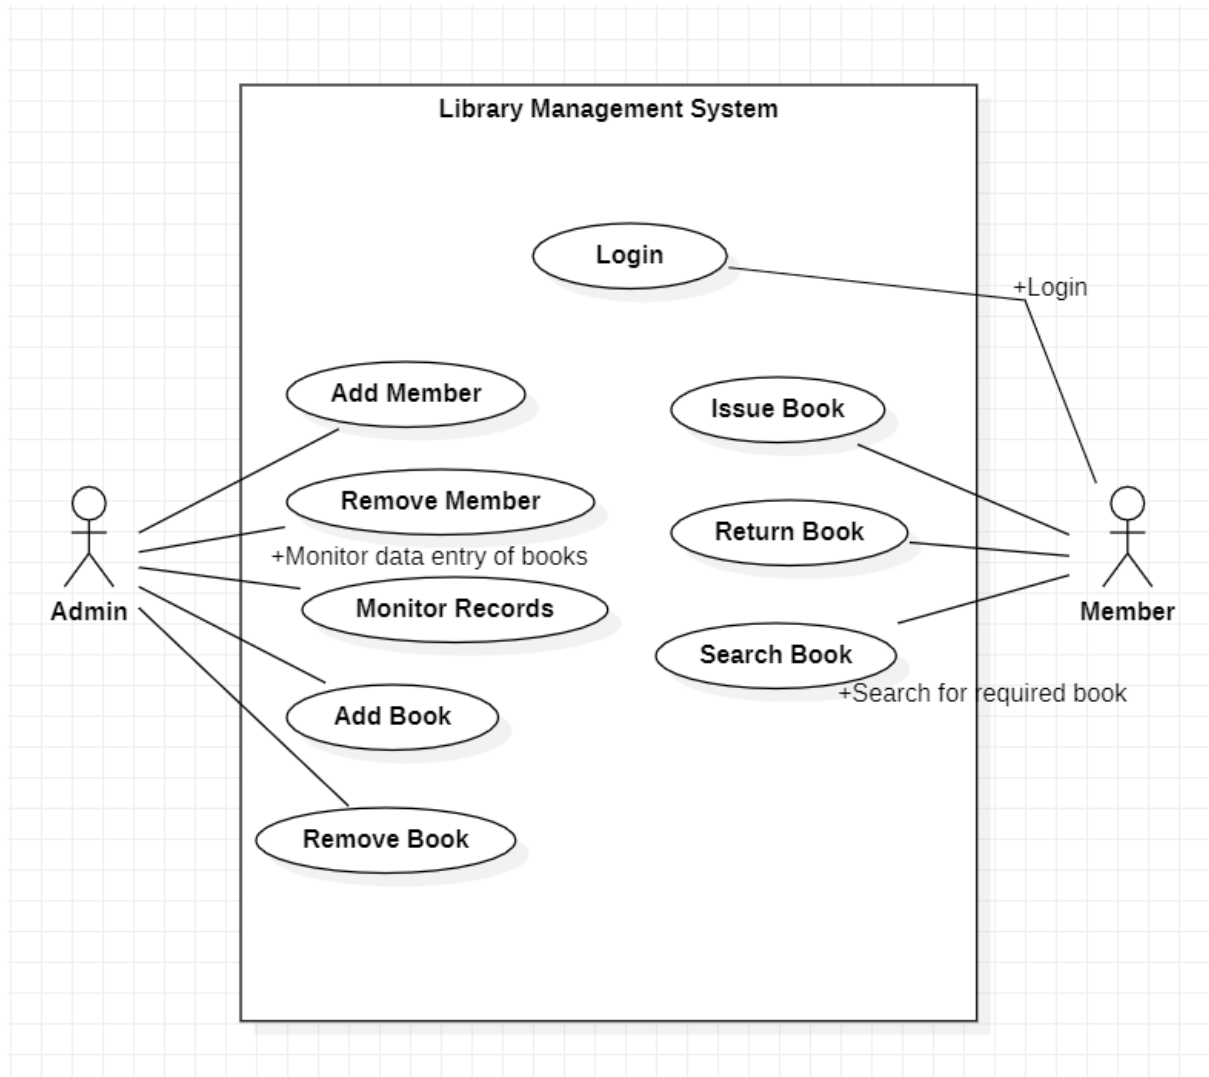 Library Management System
Login
+Login
Add Member
Issue Book
Remove Member
Return Book
+Monitor data entry of books
Monitor Records
Admin
Member
Search Book
+Search for required book
Add Book
Remove Book